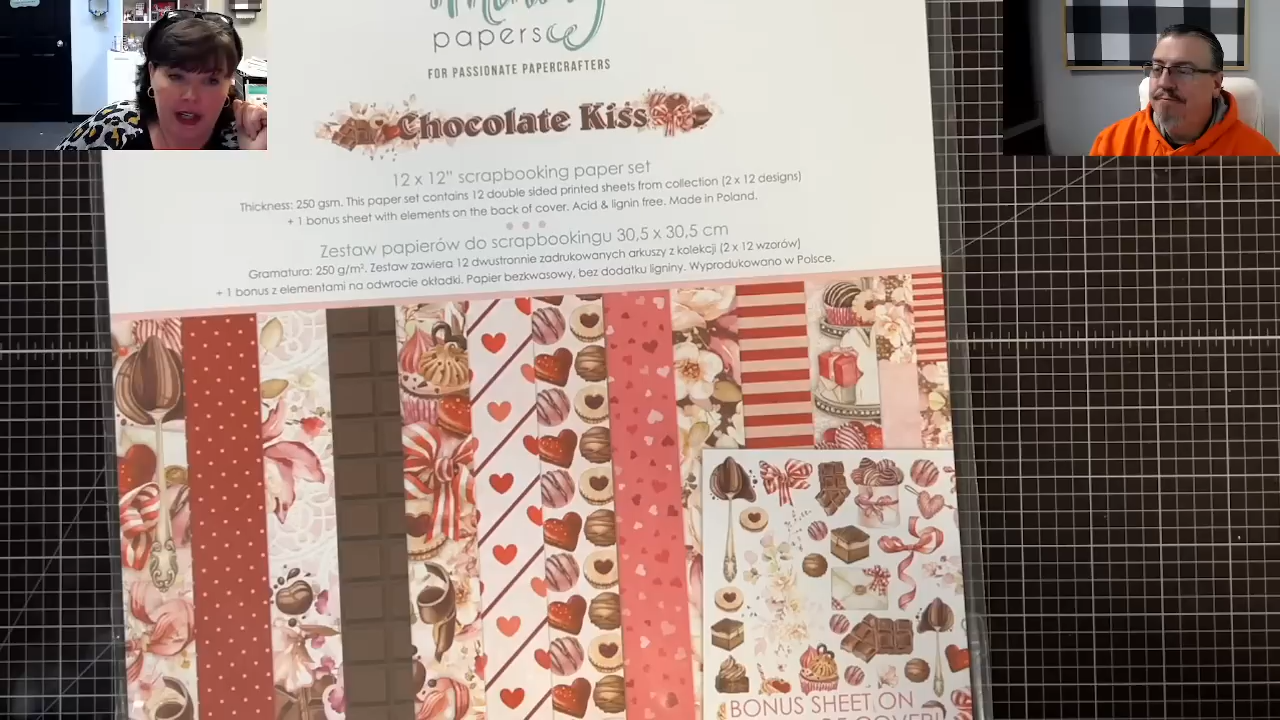 papers
FOR PASSIONATE PAPERCRAFTERS
Chocolate Kiss
12 x 12" scrapbooking paper set
Thickness: 250 gsm. This paper set contains 12 double sided printed sheets from collection (2 x 12 designs)
+ 1 bonus sheet with elements on the back of cover. Acid & lignin free. Made in Poland.
Zestaw papierów do scrapbookingu 30,5 x 30,5 cm
Gramatura: 250 g/m². Zestaw zawiera 12 dwustronnie zadrukowanych arkuszy z kolekcji (2 x 12 wzorów)
+ 1 bonus z elementami na odwrocie okładki. Papier bezkwasowy, bez dodatku ligniny. Wyprodukowano w Polsce.
BONUS SHEET ON